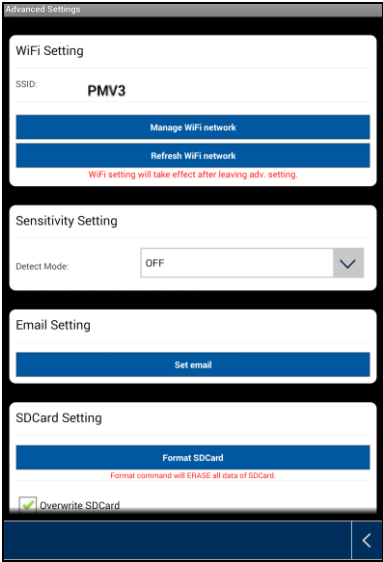 Advanced Settings
WiFi Setting
SSID: PMV3
Manage WiFi network
Refresh WiFi network
WiFi setting will take effect after leaving adv. setting.
Sensitivity Setting
Detect Mode: OFF
Email Setting
Set email
SDCard Setting
Format SDCard
Format command will ERASE all data of SDCard.
Overwrite SDCard